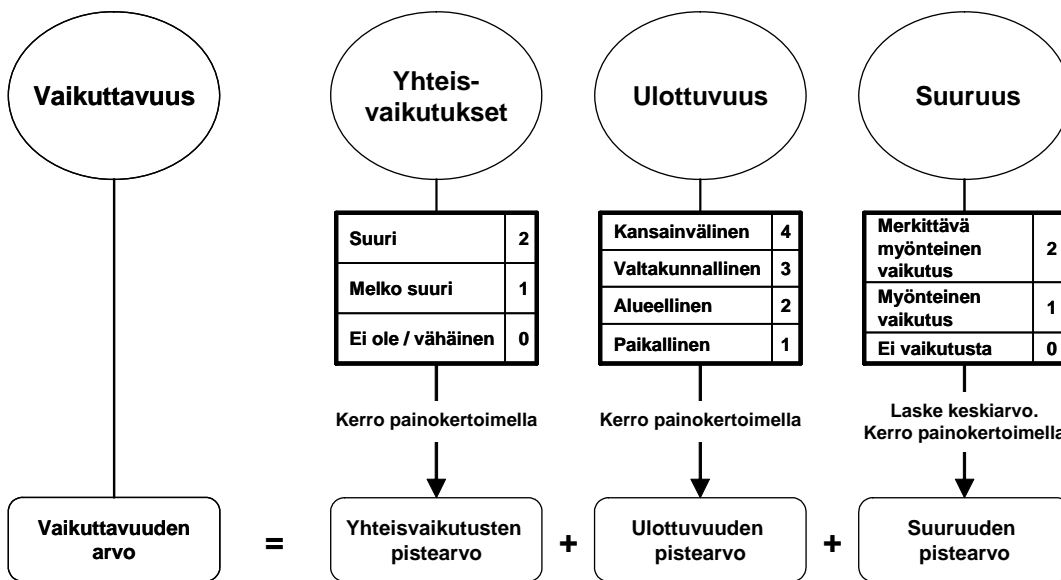 Vaikuttavuus
Yhteis-
vaikutukset
Ulottuvuus
Suuruus
Suuri 2
Melko suuri 1
Ei ole / vähäinen 0
Kansainvälinen 4
Valtakunnallinen 3
Alueellinen 2
Paikallinen 1
Merkittävä
myönteinen 2
vaikutus
Myönteinen
vaikutus 1
Ei vaikutusta 0
Kerro painokertoimella
Kerro painokertoimella
Laske keskiarvo.
Kerro painokertoimella
Vaikuttavuuden
arvo
=
Yhteisvaikutusten
pistearvo
+
Ulottuvuuden
pistearvo
+
Suuruuden
pistearvo